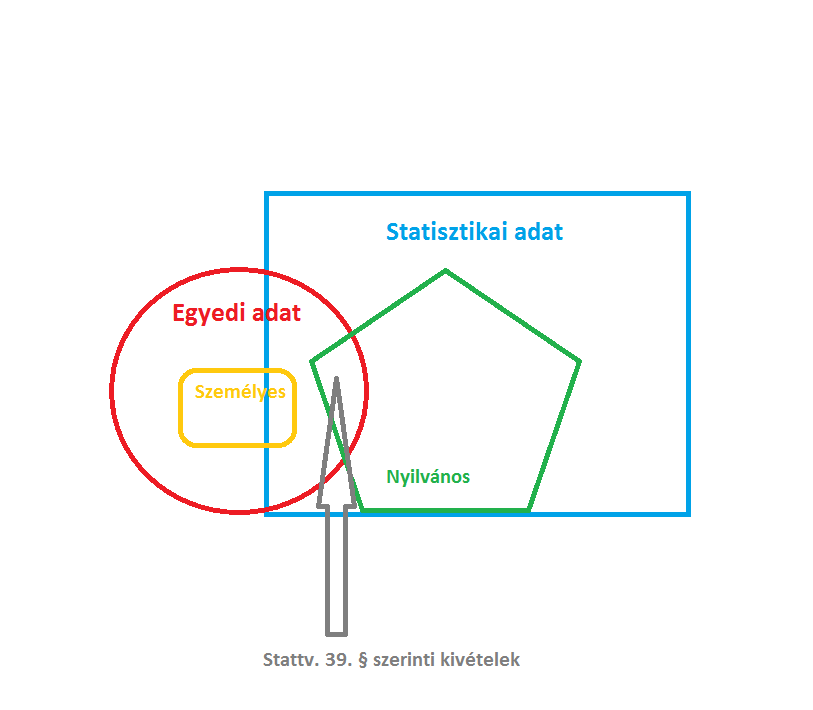 Statisztikai adat
Egyedi adat
Személyes
Nyilvános
Stattv. 39. § szerinti kivételek